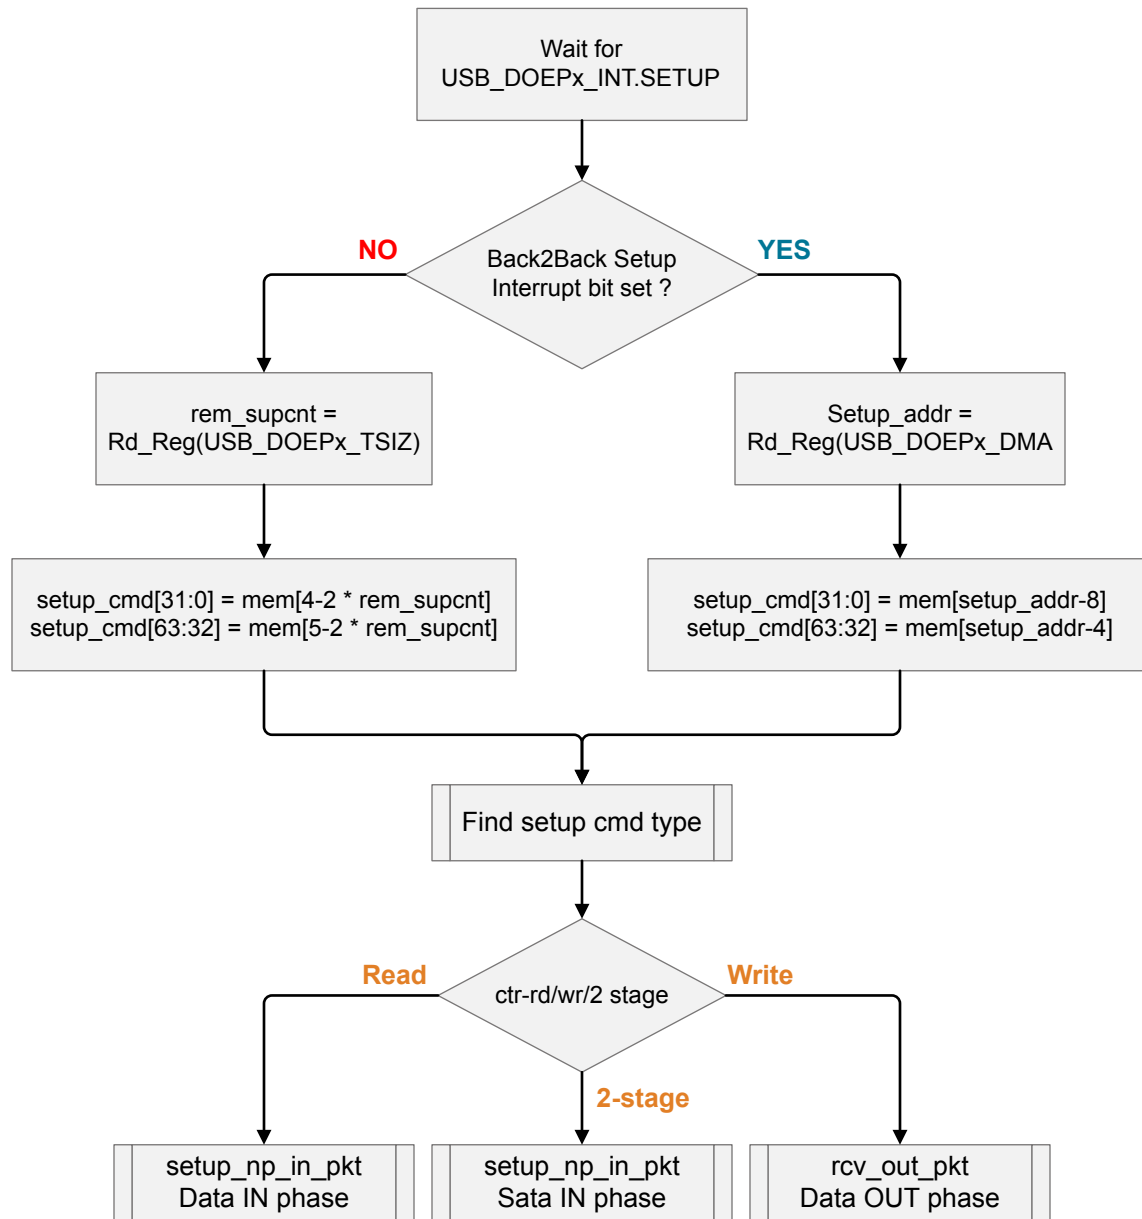 Wait for
USB_DOEPx_INT.SETUP
NO
YES
Back2Back Setup
Interrupt bit set ?
rem_supcnt =
Rd_Reg(USB_DOEPx_TSIZ)
Setup_addr =
Rd_Reg(USB_DOEPx_DMA
setup_cmd[31:0] = mem[4-2 * rem_supcnt]
setup_cmd[63:32] = mem[5-2 * rem_supcnt]
setup_cmd[31:0] = mem[setup_addr-8]
setup_cmd[63:32] = mem[setup_addr-4]
Find setup cmd type
Read
Write
ctr-rd/wr/2 stage
2-stage
setup_np_in_pkt
Data IN phase
setup_np_in_pkt
Sata IN phase
rcv_out_pkt
Data OUT phase